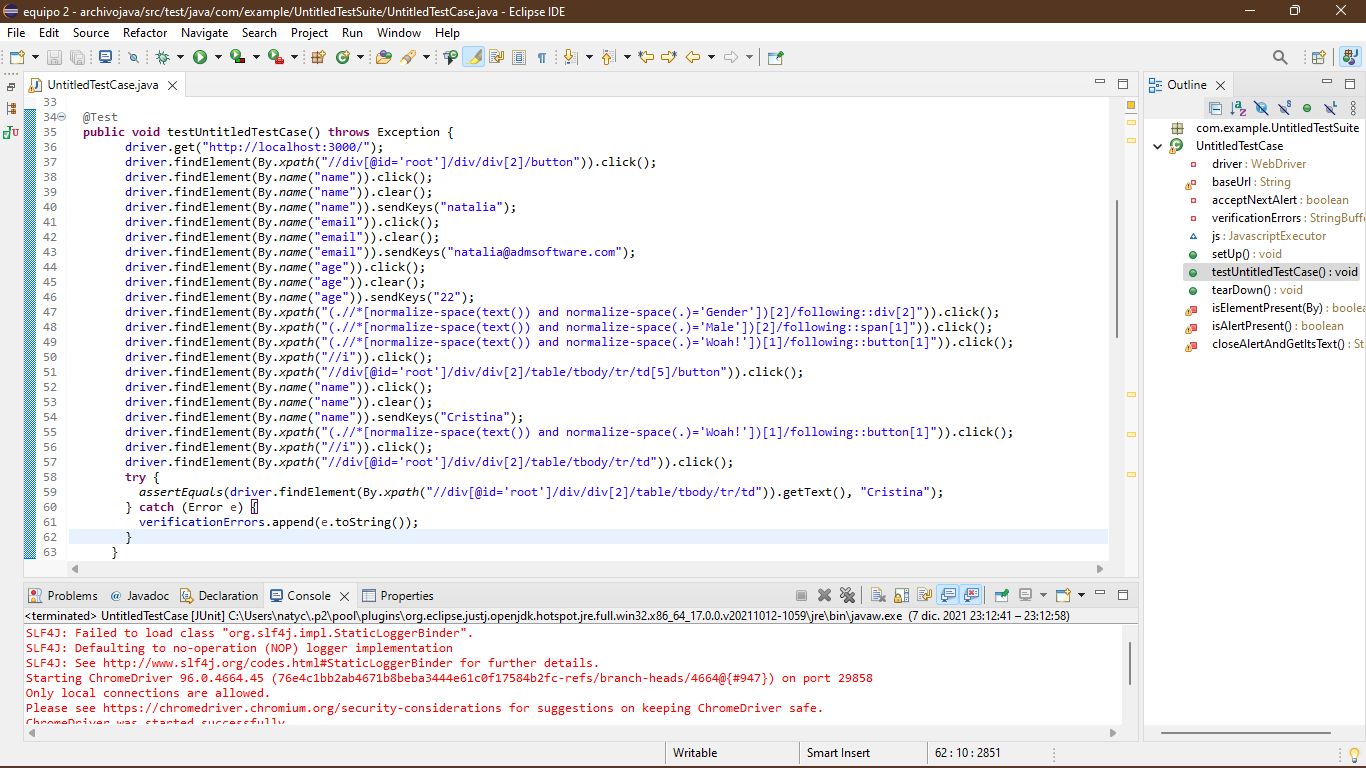 equipo 2 - archivojava/src/test/java/com/example/UntitledTestSuite/UntitledTestCase.java - Eclipse IDE
File Edit Source Refactor Navigate Search Project Run Window Help
UntitledTestCase.java
33
34 @Test
35 public void testUntitledTestCase() throws Exception {
36 driver.get("http://localhost:3000/");
37 driver.findElement(By.xpath("//div[@id='root']/div/div[2]/button")).click();
38 driver.findElement(By.name("name")).click();
39 driver.findElement(By.name("name")).clear();
40 driver.findElement(By.name("name")).sendKeys("natalia");
41 driver.findElement(By.name("email")).click();
42 driver.findElement(By.name("email")).clear();
43 driver.findElement(By.name("email")).sendKeys("natalia@admsoftware.com");
44 driver.findElement(By.name("age")).click();
45 driver.findElement(By.name("age")).clear();
46 driver.findElement(By.name("age")).sendKeys("22");
47 driver.findElement(By.xpath("(.//*[normalize-space(text()) and normalize-space(.)='Gender'])[2]/following::div[2]")).click();
48 driver.findElement(By.xpath("(.//*[normalize-space(text()) and normalize-space(.)='Male'])[2]/following::span[1]")).click();
49 driver.findElement(By.xpath("(.//*[normalize-space(text()) and normalize-space(.)='Woah!'])[1]/following::button[1]")).click();
50 driver.findElement(By.xpath("//i")).click();
51 driver.findElement(By.xpath("//div[@id='root']/div/div[2]/table/tbody/tr/td[5]/button")).click();
52 driver.findElement(By.name("name")).click();
53 driver.findElement(By.name("name")).clear();
54 driver.findElement(By.name("name")).sendKeys("Cristina");
55 driver.findElement(By.xpath("(.//*[normalize-space(text()) and normalize-space(.)='Woah!'])[1]/following::button[1]")).click();
56 driver.findElement(By.xpath("//i")).click();
57 driver.findElement(By.xpath("//div[@id='root']/div/div[2]/table/tbody/tr/td")).click();
58 try {
59 assertEquals(driver.findElement(By.xpath("//div[@id='root']/div/div[2]/table/tbody/tr/td")).getText(), "Cristina");
60 } catch (Error e) {
61 verificationErrors.append(e.toString());
62 }
63 }
Outline
com.example.UntitledTestSuite
UntitledTestCase
driver : WebDriver
baseUrl : String
acceptNextAlert : boolean
verificationErrors : StringBuff
js : JavascriptExecutor
setUp() : void
testUntitledTestCase() : void
tearDown() : void
isElementPresent(By) : boolea
isAlertPresent() : boolean
closeAlertAndGetItsText() : St
Problems Javadoc Declaration Console Properties
<terminated> UntitledTestCase [JUnit] C:\Users\natyc\.p2\pool\plugins\org.eclipse.justj.openjdk.hotspot.jre.full.win32.x86_64_17.0.0.v20211012-1059\jre\bin\javaw.exe (7 dic. 2021 23:12:41 – 23:12:58)
SLF4J: Failed to load class "org.slf4j.impl.StaticLoggerBinder".
SLF4J: Defaulting to no-operation (NOP) logger implementation
SLF4J: See http://www.slf4j.org/codes.html#StaticLoggerBinder for further details.
Starting ChromeDriver 96.0.4664.45 (76e4c1bb2ab4671b8beba3444e61c0f17584b2fc-refs/branch-heads/4664@{#947}) on port 29858
Only local connections are allowed.
Please see https://chromedriver.chromium.org/security-considerations for suggestions on keeping ChromeDriver safe.
ChromeDriver was started successfully
Writable Smart Insert 62 : 10 : 2851